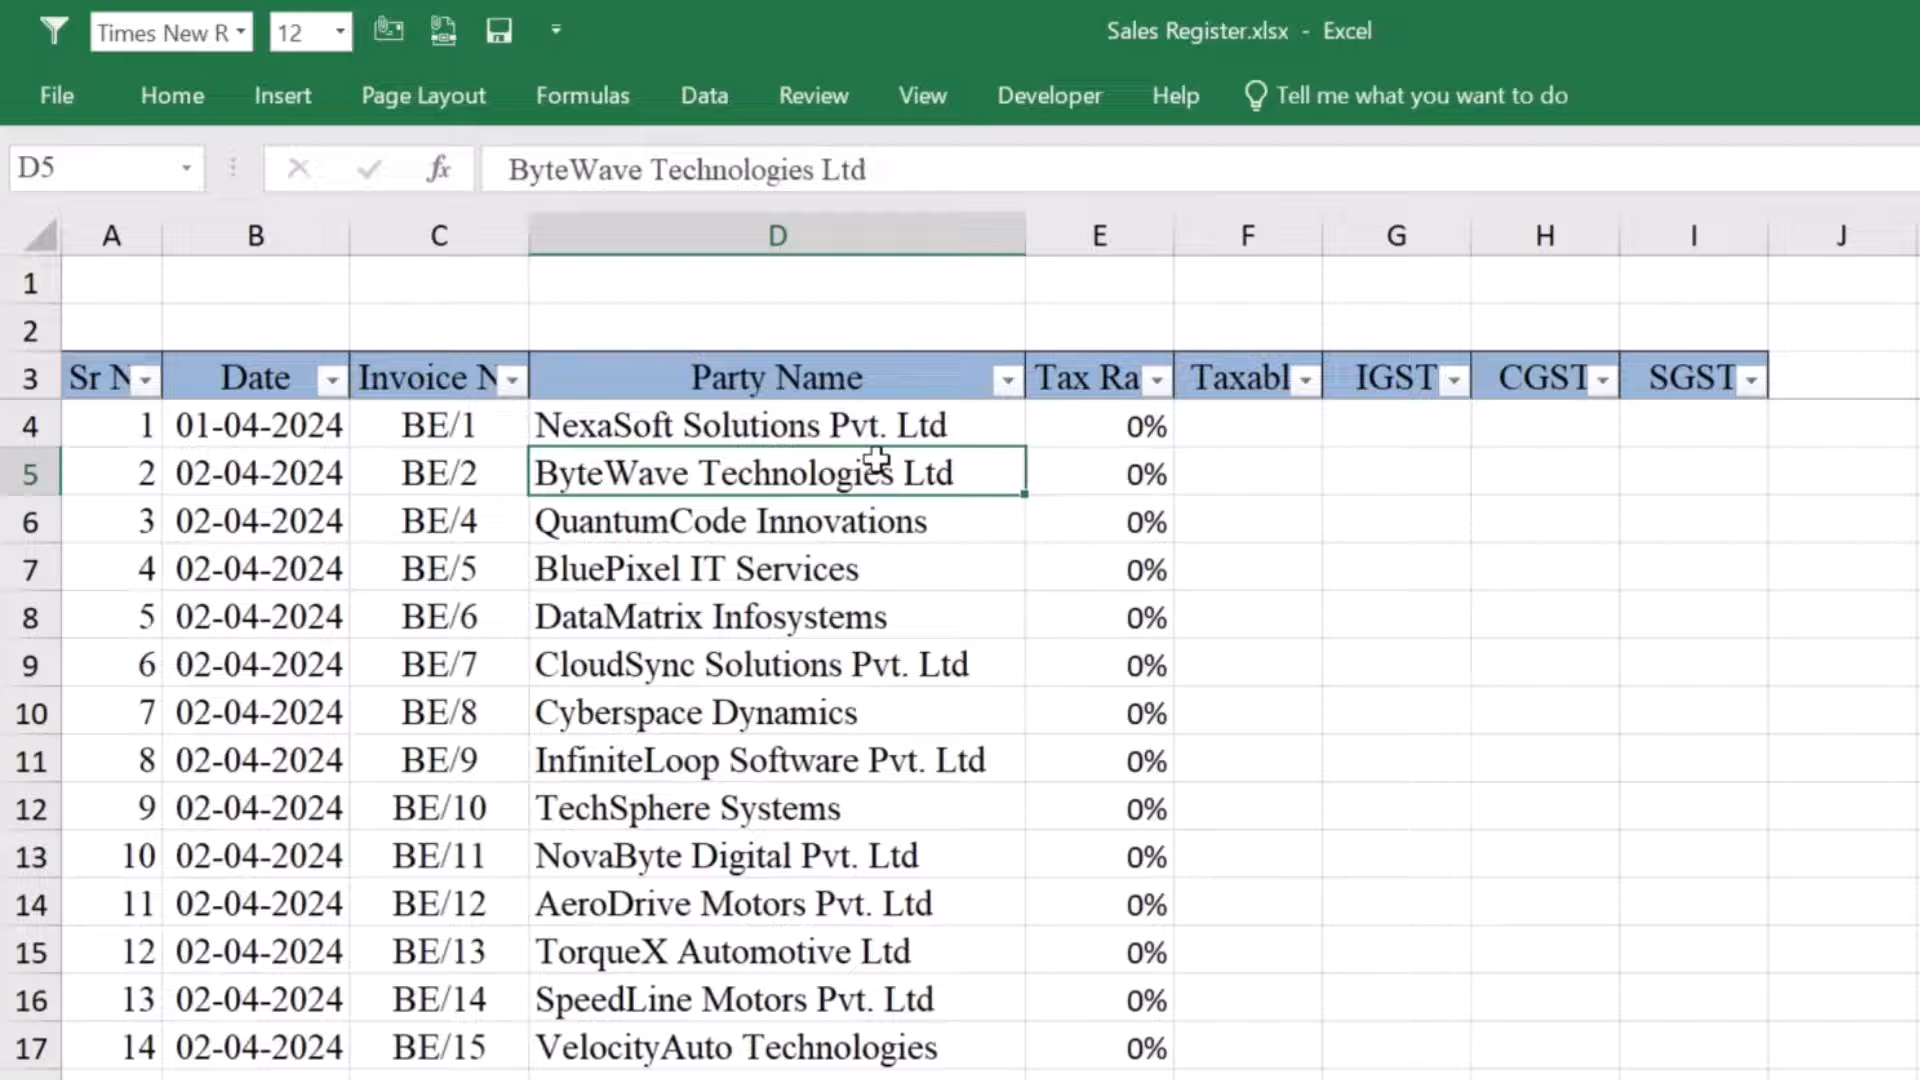 Times New R 12 Sales Register.xlsx - Excel
File Home Insert Page Layout Formulas Data Review View Developer Help Tell me what you want to do
D5 fx ByteWave Technologies Ltd
A B C D E F G H I J
1
2
3 Sr N Date Invoice N Party Name Tax Ra Taxabl IGST CGST SGST
4 1 01-04-2024 BE/1 NexaSoft Solutions Pvt. Ltd 0%
5 2 02-04-2024 BE/2 ByteWave Technologies Ltd 0%
6 3 02-04-2024 BE/4 QuantumCode Innovations 0%
7 4 02-04-2024 BE/5 BluePixel IT Services 0%
8 5 02-04-2024 BE/6 DataMatrix Infosystems 0%
9 6 02-04-2024 BE/7 CloudSync Solutions Pvt. Ltd 0%
10 7 02-04-2024 BE/8 Cyberspace Dynamics 0%
11 8 02-04-2024 BE/9 InfiniteLoop Software Pvt. Ltd 0%
12 9 02-04-2024 BE/10 TechSphere Systems 0%
13 10 02-04-2024 BE/11 NovaByte Digital Pvt. Ltd 0%
14 11 02-04-2024 BE/12 AeroDrive Motors Pvt. Ltd 0%
15 12 02-04-2024 BE/13 TorqueX Automotive Ltd 0%
16 13 02-04-2024 BE/14 SpeedLine Motors Pvt. Ltd 0%
17 14 02-04-2024 BE/15 VelocityAuto Technologies 0%